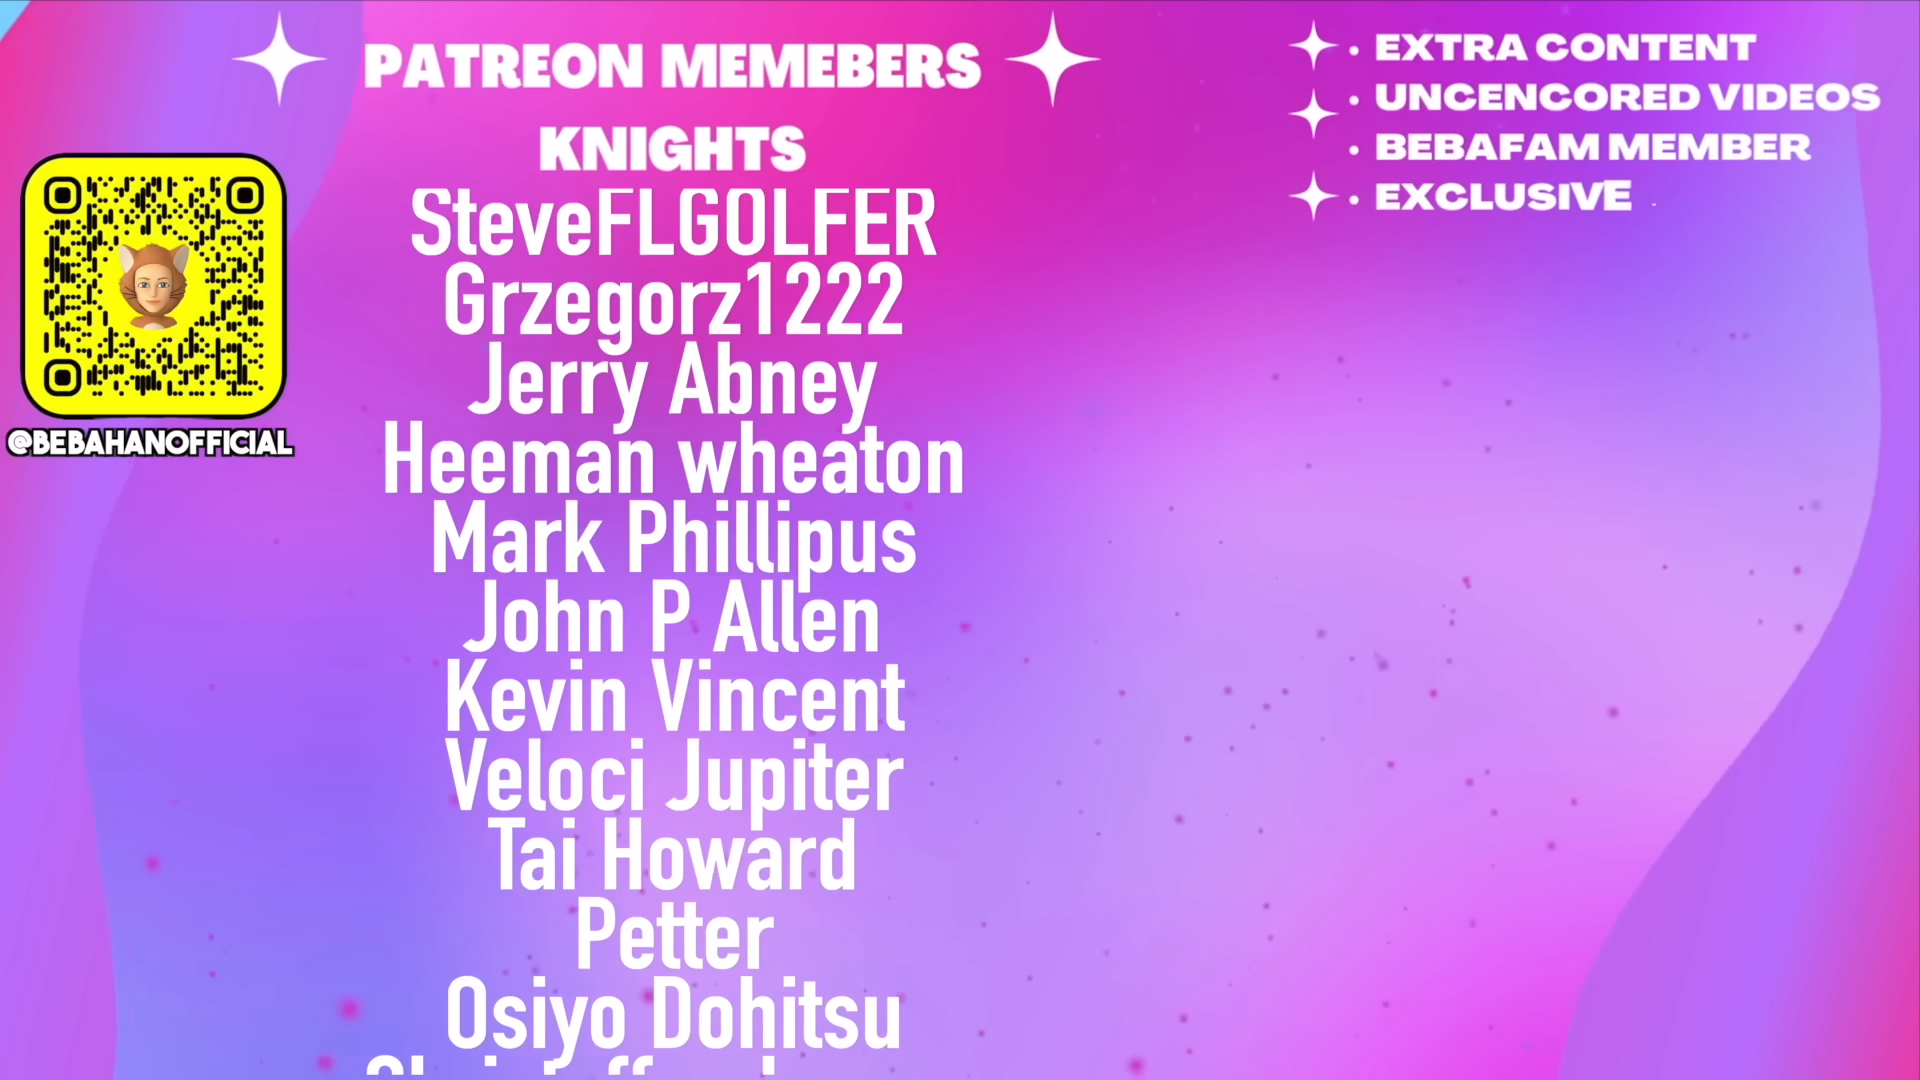 PATREON MEMEBERS
KNIGHTS
SteveFLGOLFER
Grzegorz1222
Jerry Abney
Heeman wheaton
Mark Phillipus
John P Allen
Kevin Vincent
Veloci Jupiter
Tai Howard
Petter
Osiyo Dohitsu
@BEBAHANOFFICIAL
• EXTRA CONTENT
• UNCENCORED VIDEOS
• BEBAFAM MEMBER
• EXCLUSIVE